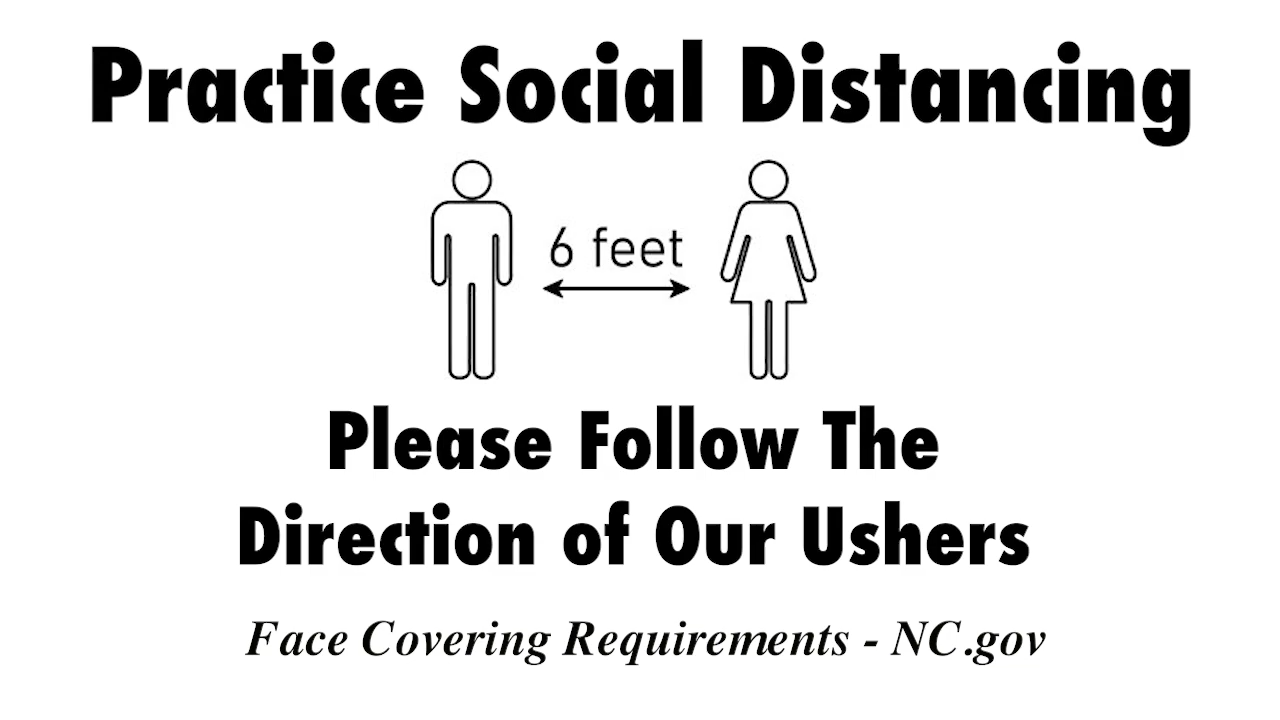 Practice Social Distancing
6 feet
Please Follow The
Direction of Our Ushers
Face Covering Requirements - NC.gov